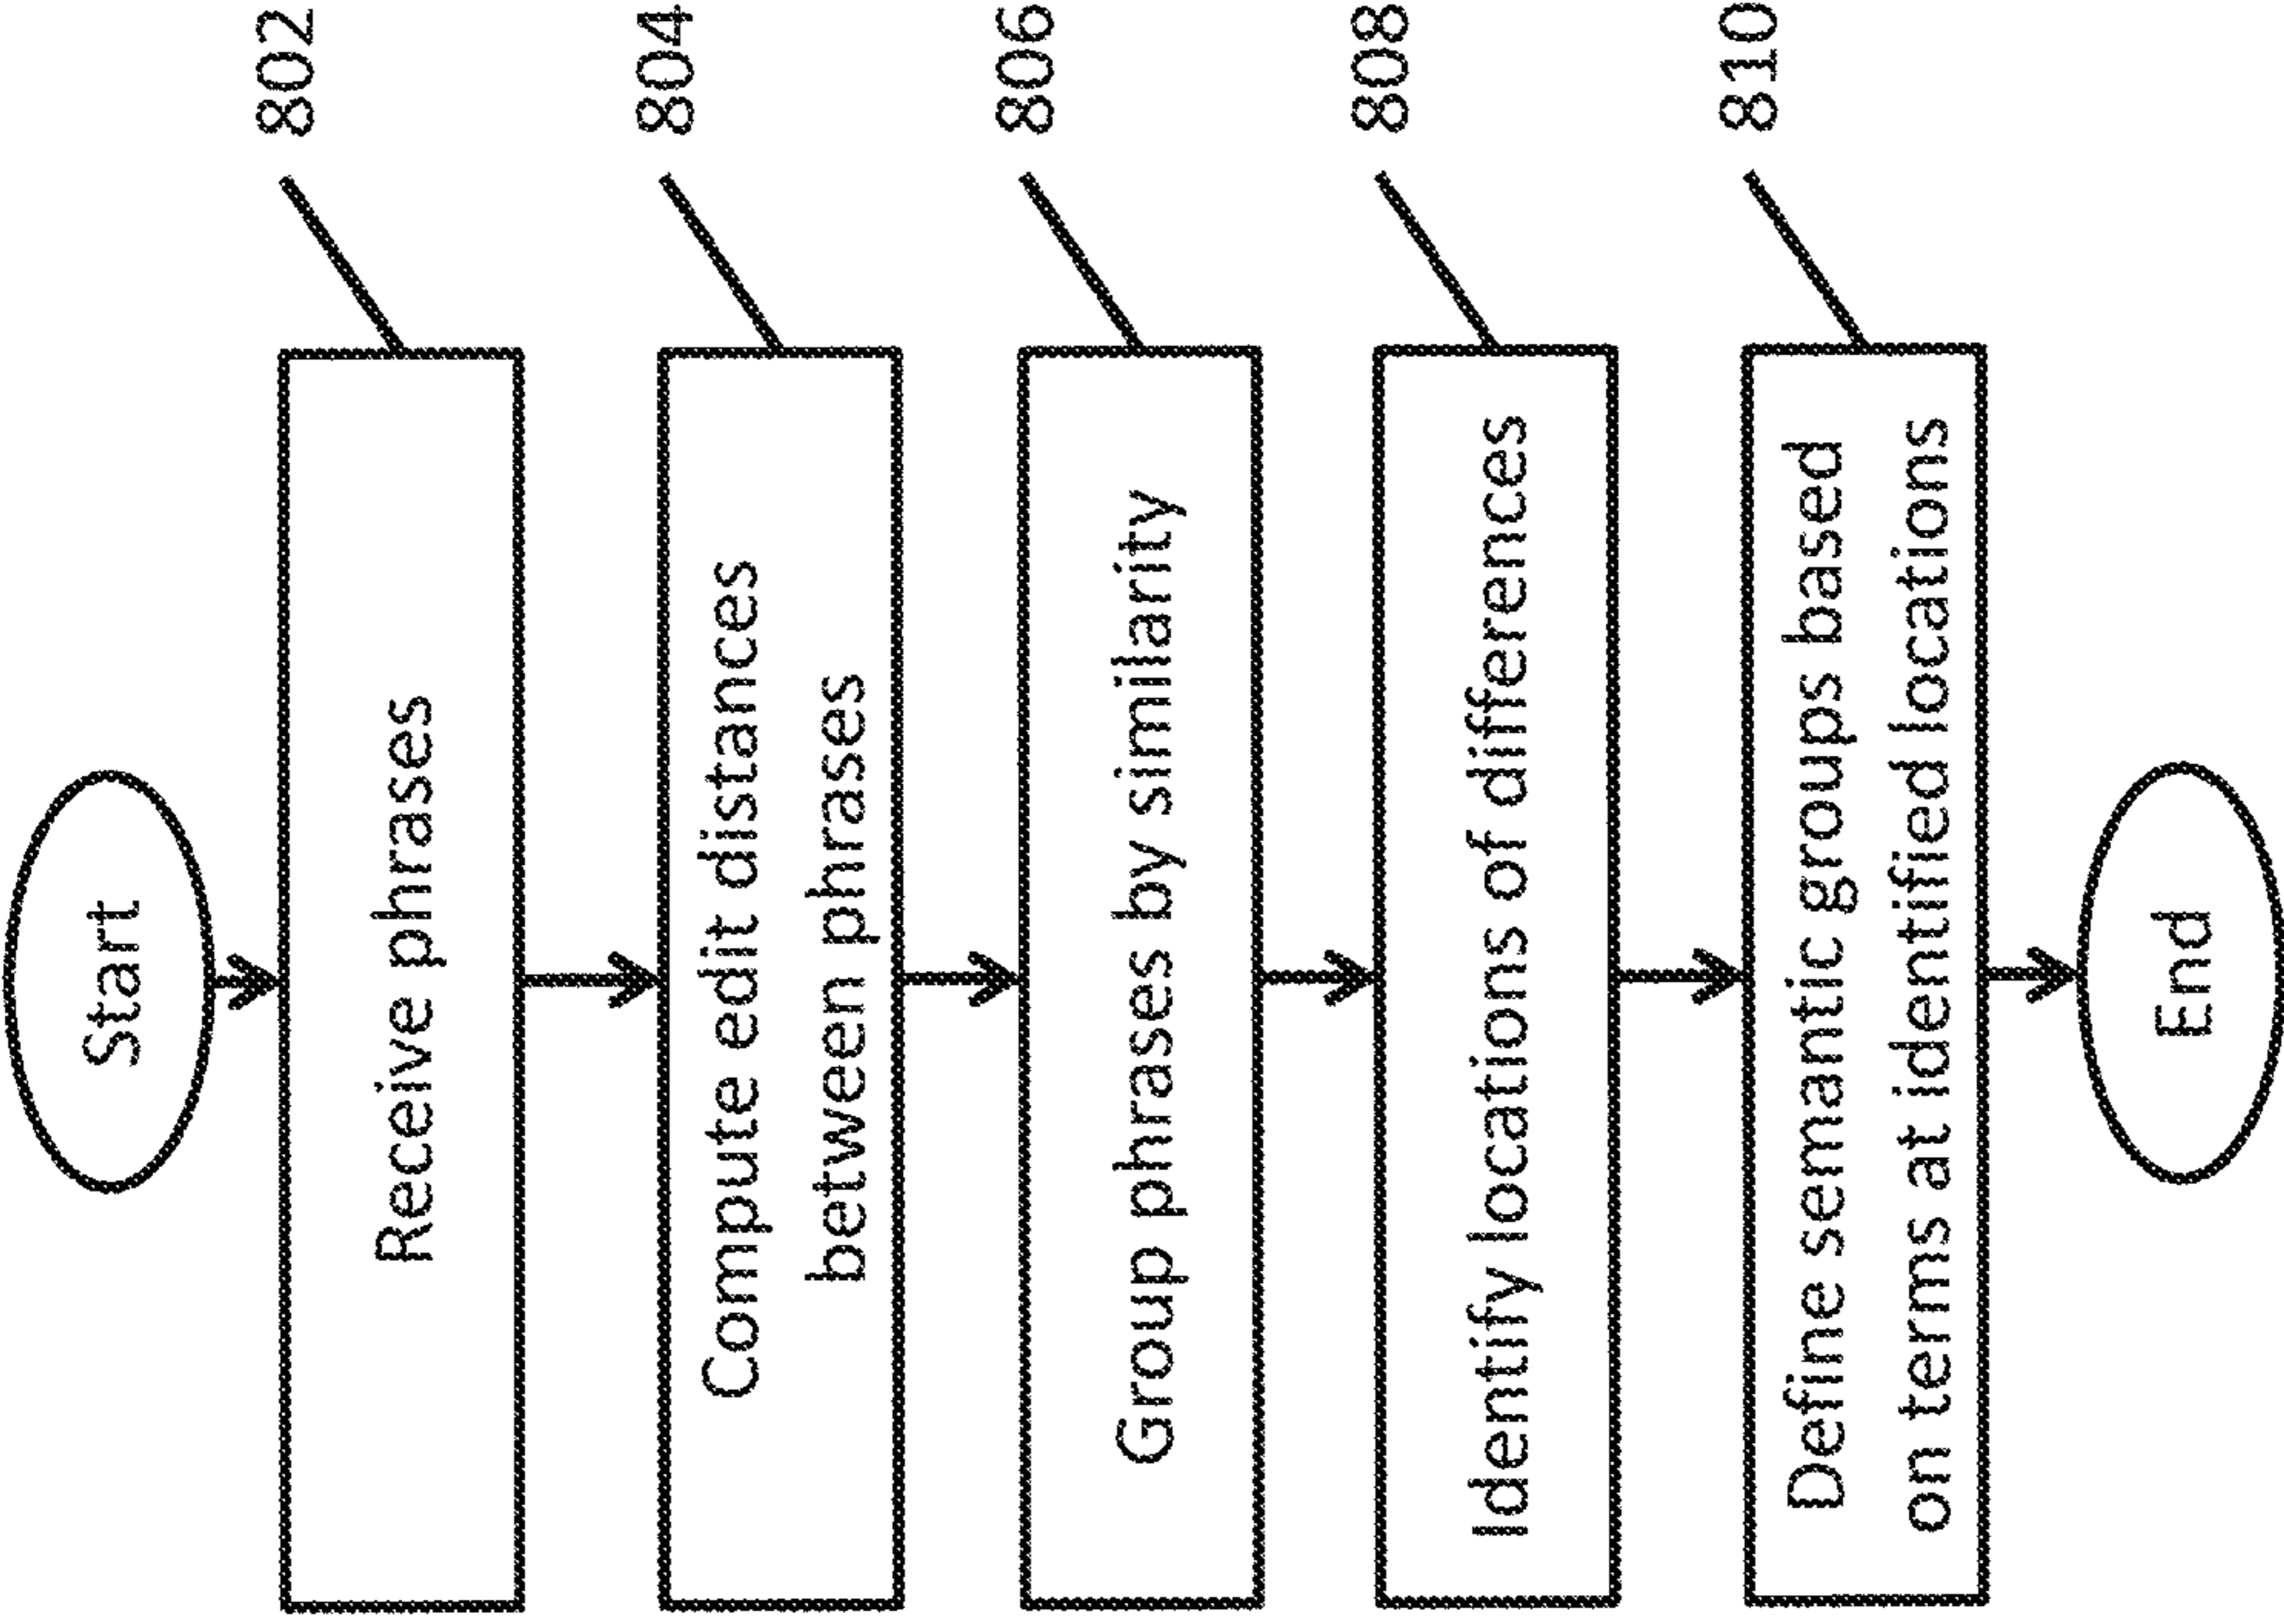 Start
Receive phrases
802
Compute edit distances
between phrases
804
Group phrases by similarity
806
Identify locations of differences
808
Define semantic groups based
on terms at identified locations
810
End